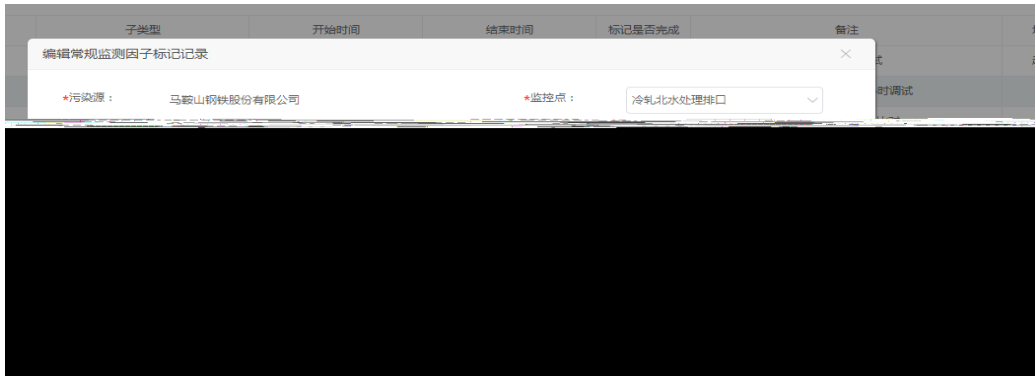 子类型 开始时间 结束时间 标记是否完成 备注
编辑常规监测因子标记记录
*污染源： 马鞍山钢铁股份有限公司 *监控点： 冷轧北水处理排口
时调试